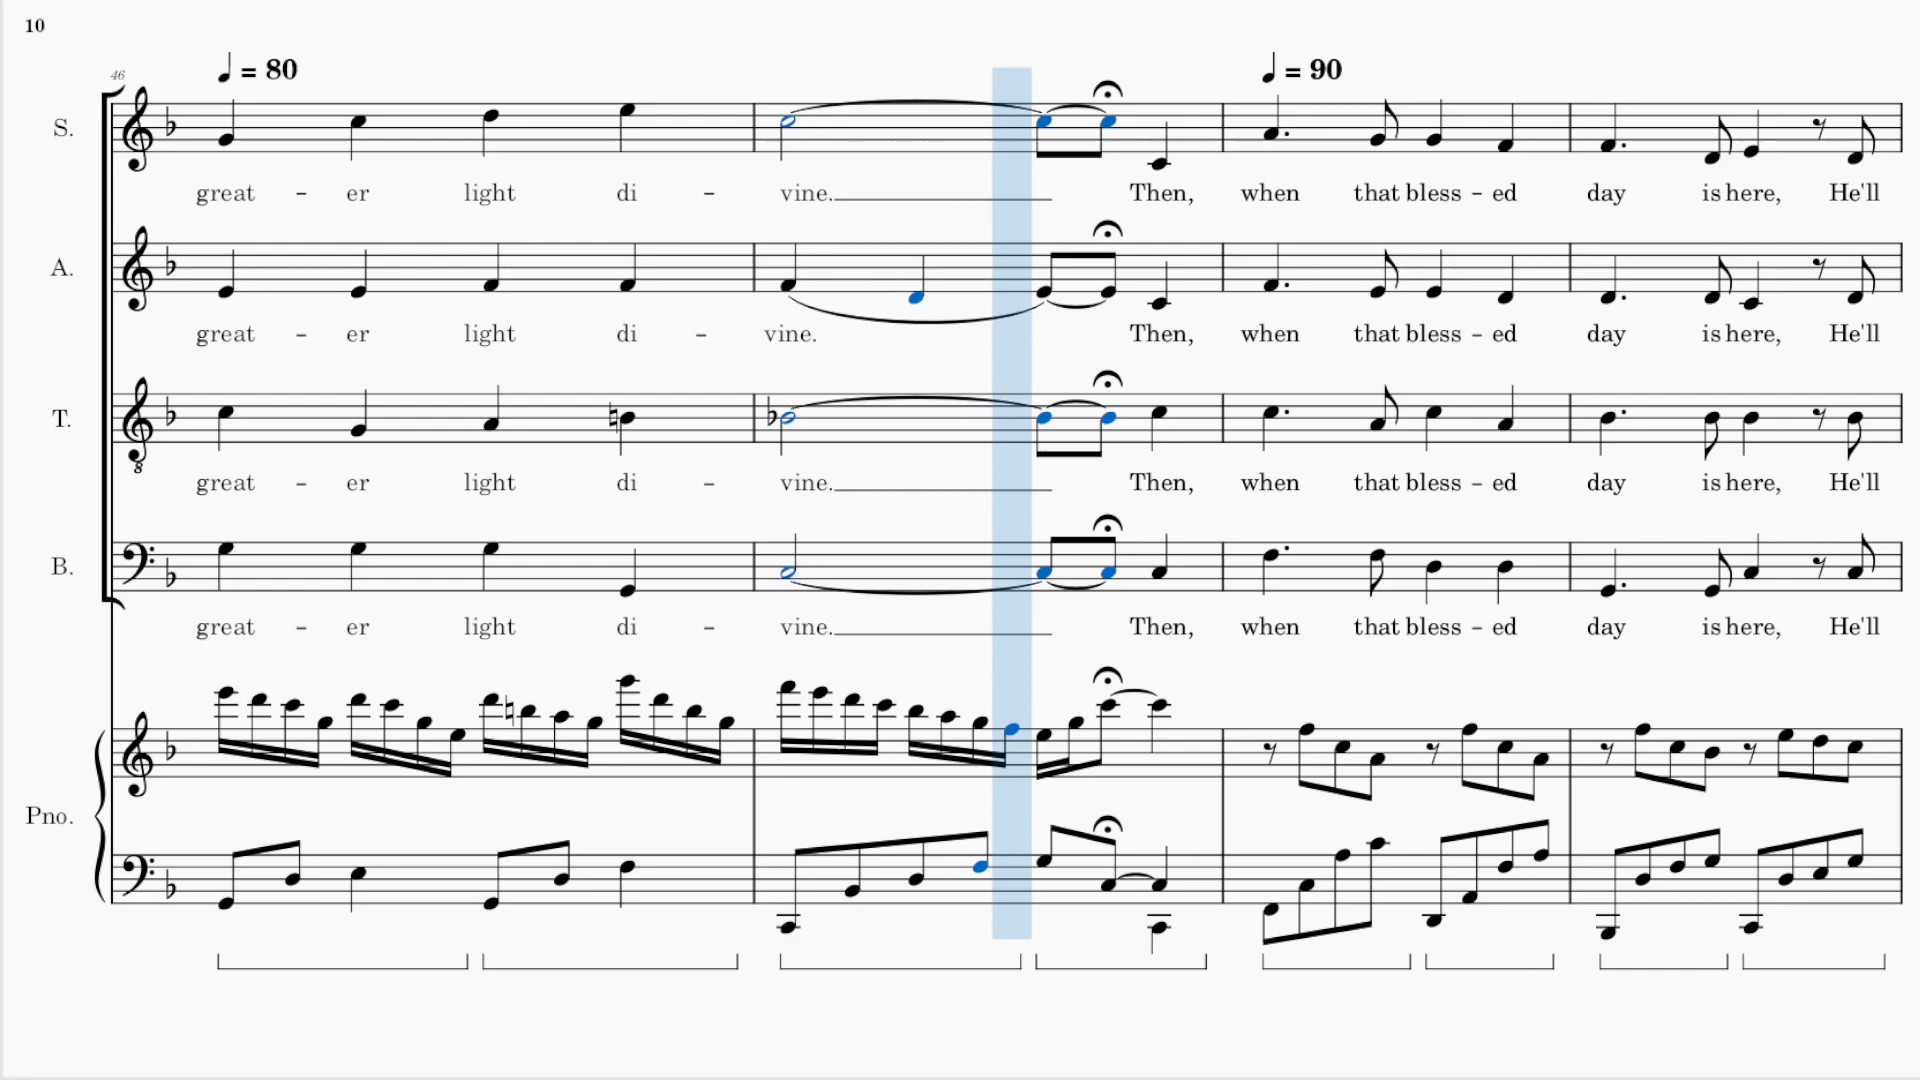 10
46 ♩ = 80 ♩ = 90
S.
great - er light di - vine. Then, when that bless - ed day is here, He'll
A.
great - er light di - vine. Then, when that bless - ed day is here, He'll
T.
8
great - er light di - vine. Then, when that bless - ed day is here, He'll
B.
great - er light di - vine. Then, when that bless - ed day is here, He'll
Pno.